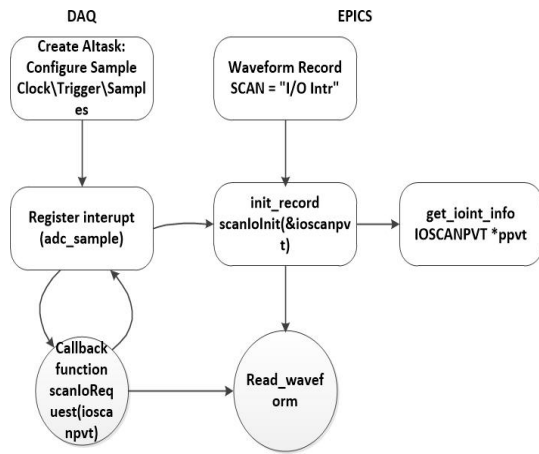 DAQ
EPICS
Create AItask:
Configure Sample
Clock\Trigger\Sampl
es
Waveform Record
SCAN = "I/O Intr"
Register interupt
(adc_sample)
init_record
scanIoInit(&ioscanpv
t)
get_ioint_info
IOSCANPVT *ppvt
Callback
function
scanIoReq
uest(iosca
npvt)
Read_wavef
orm